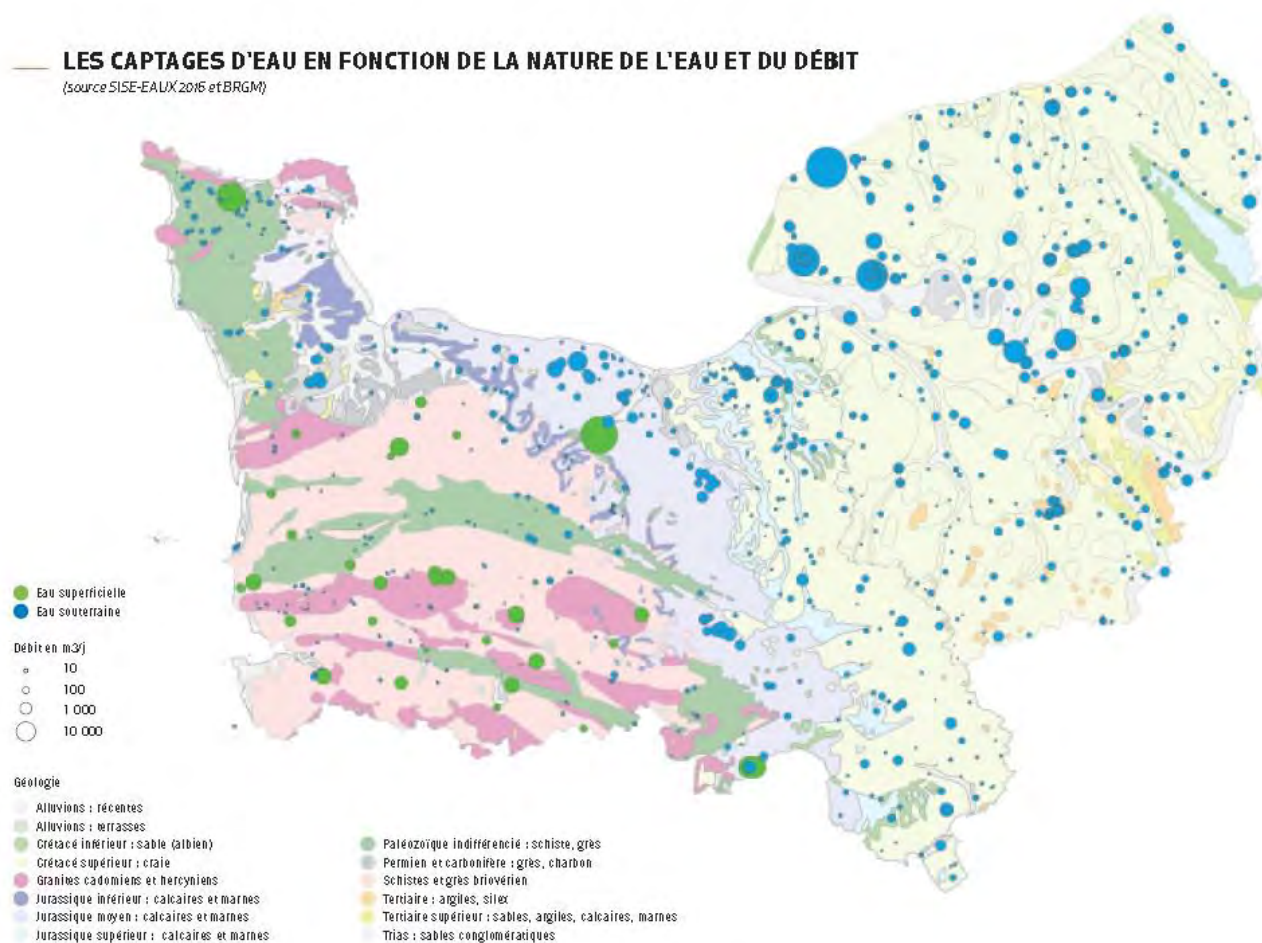 LES CAPTAGES D'EAU EN FONCTION DE LA NATURE DE L'EAU ET DU DÉBIT
(source SISE-EAUX 2016 et BRGM)
Eau superficielle
Eau souterraine
Débit en m3/j
10
100
1 000
10 000
Géologie
Alluvions : récentes
Alluvions : terrasses
Crétacé inférieur : sable (albien)
Crétacé supérieur : craie
Granites cadomiens et hercyniens
Jurassique inférieur : calcaires et marnes
Jurassique moyen : calcaires et marnes
Jurassique supérieur : calcaires et marnes
Paléozoïque indifférencié : schiste, grès
Permien et carbonifère : grès, charbon
Schistes et grès briovérien
Tertiaire : argiles, silex
Tertiaire supérieur : sables, argiles, calcaires, marnes
Trias : sables conglomératiques